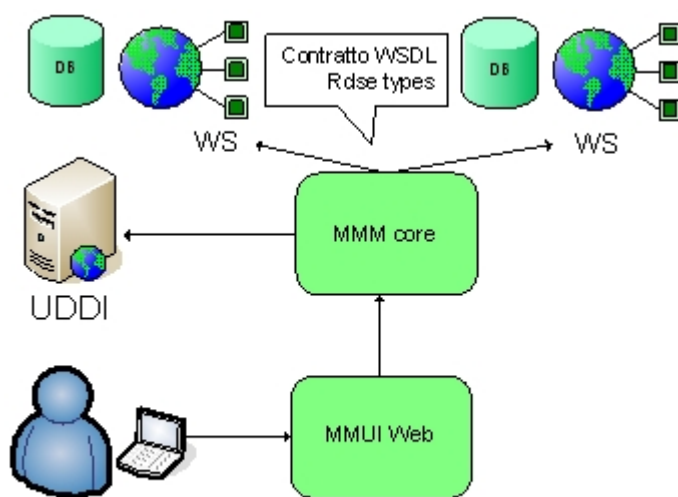 DB
Contratto WSDL
Rdse types
DB
WS
WS
MMM core
UDDI
MMUI Web